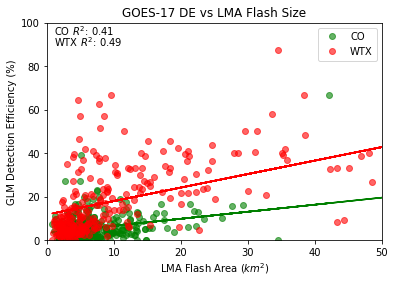 GOES-17 DE vs LMA Flash Size
CO R²: 0.41
WTX R²: 0.49
CO
WTX
GLM Detection Efficiency (%)
100
80
60
40
20
0
0 10 20 30 40 50
LMA Flash Area (km²)